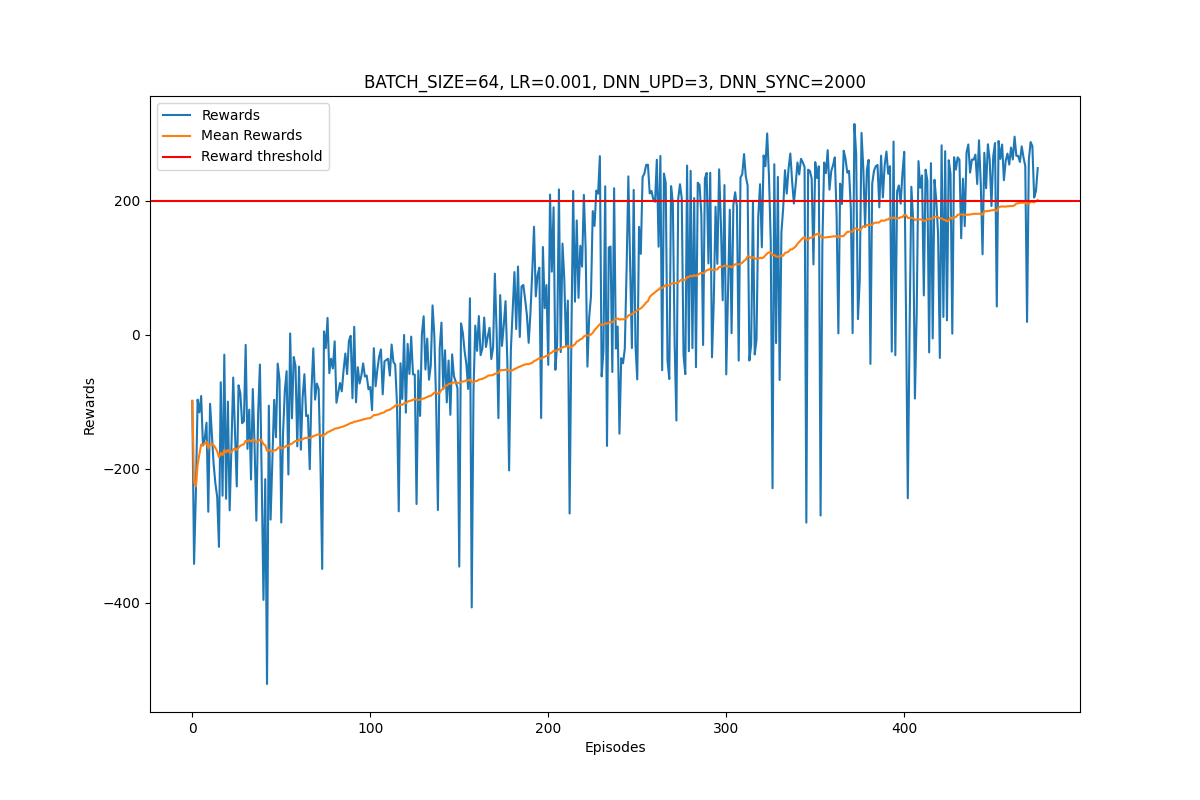 BATCH_SIZE=64, LR=0.001, DNN_UPD=3, DNN_SYNC=2000
Rewards
Mean Rewards
Reward threshold
200
0
−200
−400
Rewards
0
100
200
300
400
Episodes